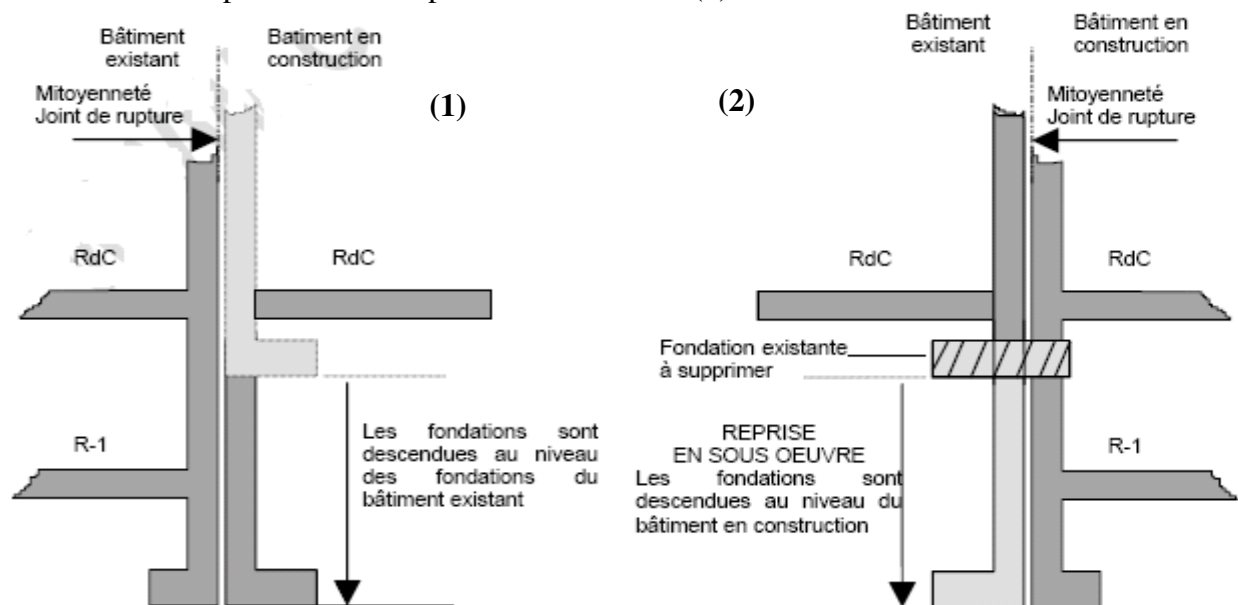 Bâtiment
existant
Batiment en
construction
Mitoyenneté
Joint de rupture
(1)
RdC
RdC
R-1
Les fondations sont
descendues au niveau
des fondations du
bâtiment existant
(2)
Bâtiment
existant
Bâtiment en
construction
Mitoyenneté
Joint de rupture
RdC
RdC
Fondation existante
à supprimer
REPRISE
EN SOUS OEUVRE
Les fondations sont
descendues au niveau du
bâtiment en construction
R-1